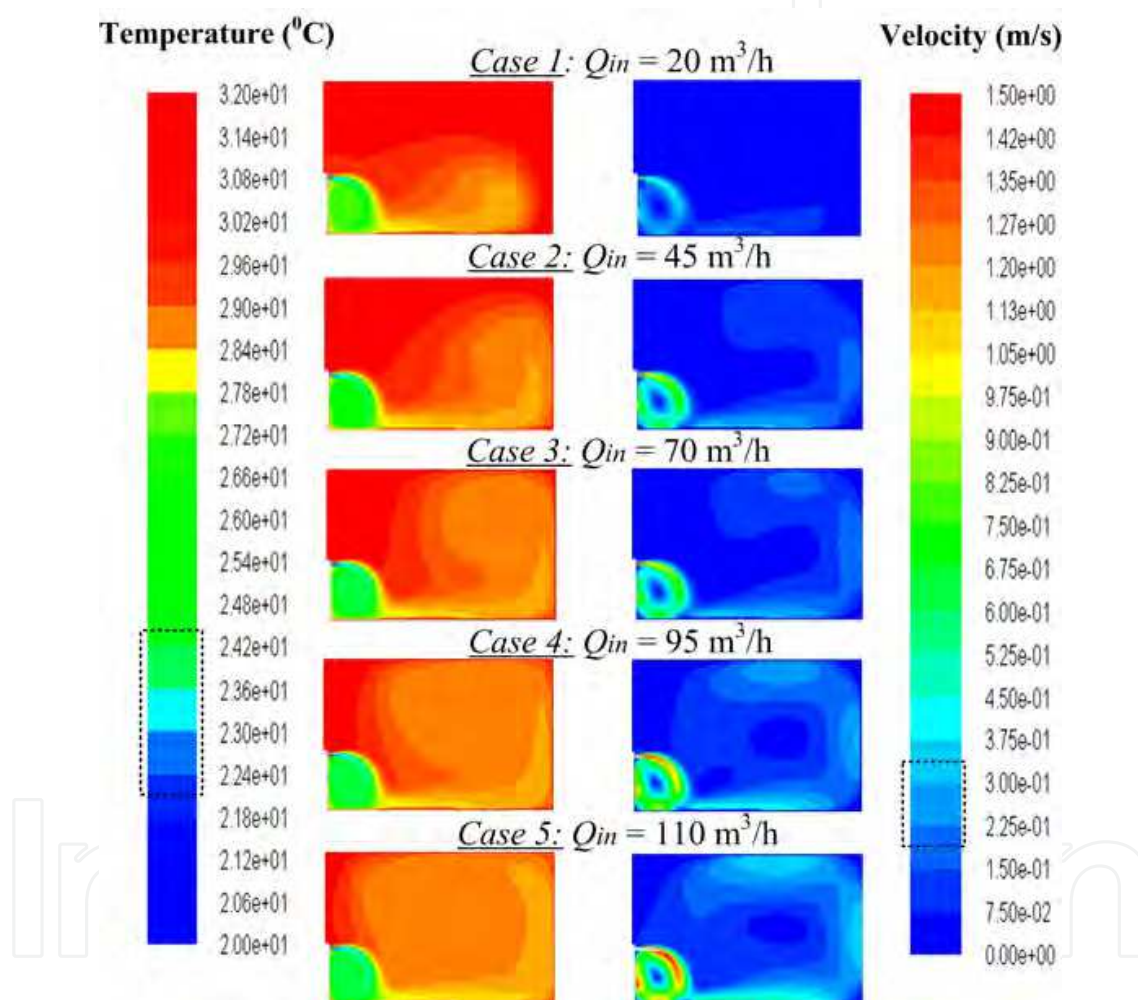 Temperature (⁰C)
Velocity (m/s)
Case 1: Qin = 20 m³/h
3.20e+01
3.14e+01
3.08e+01
3.02e+01
2.96e+01
2.90e+01
2.84e+01
2.78e+01
2.72e+01
2.66e+01
2.60e+01
2.54e+01
2.48e+01
2.42e+01
2.36e+01
2.30e+01
2.24e+01
2.18e+01
2.12e+01
2.06e+01
2.00e+01
Case 2: Qin = 45 m³/h
Case 3: Qin = 70 m³/h
Case 4: Qin = 95 m³/h
Case 5: Qin = 110 m³/h
1.50e+00
1.42e+00
1.35e+00
1.27e+00
1.20e+00
1.13e+00
1.05e+00
9.75e-01
9.00e-01
8.25e-01
7.50e-01
6.75e-01
6.00e-01
5.25e-01
4.50e-01
3.75e-01
3.00e-01
2.25e-01
1.50e-01
7.50e-02
0.00e+00